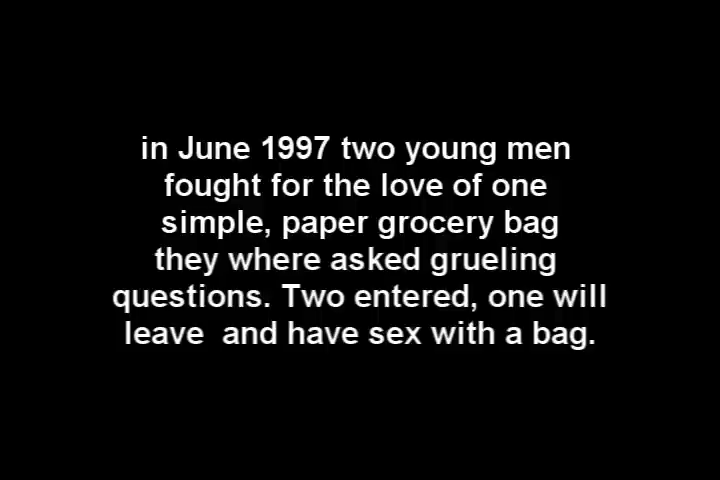 in June 1997 two young men
fought for the love of one
simple, paper grocery bag
they where asked grueling
questions. Two entered, one will
leave  and have sex with a bag.